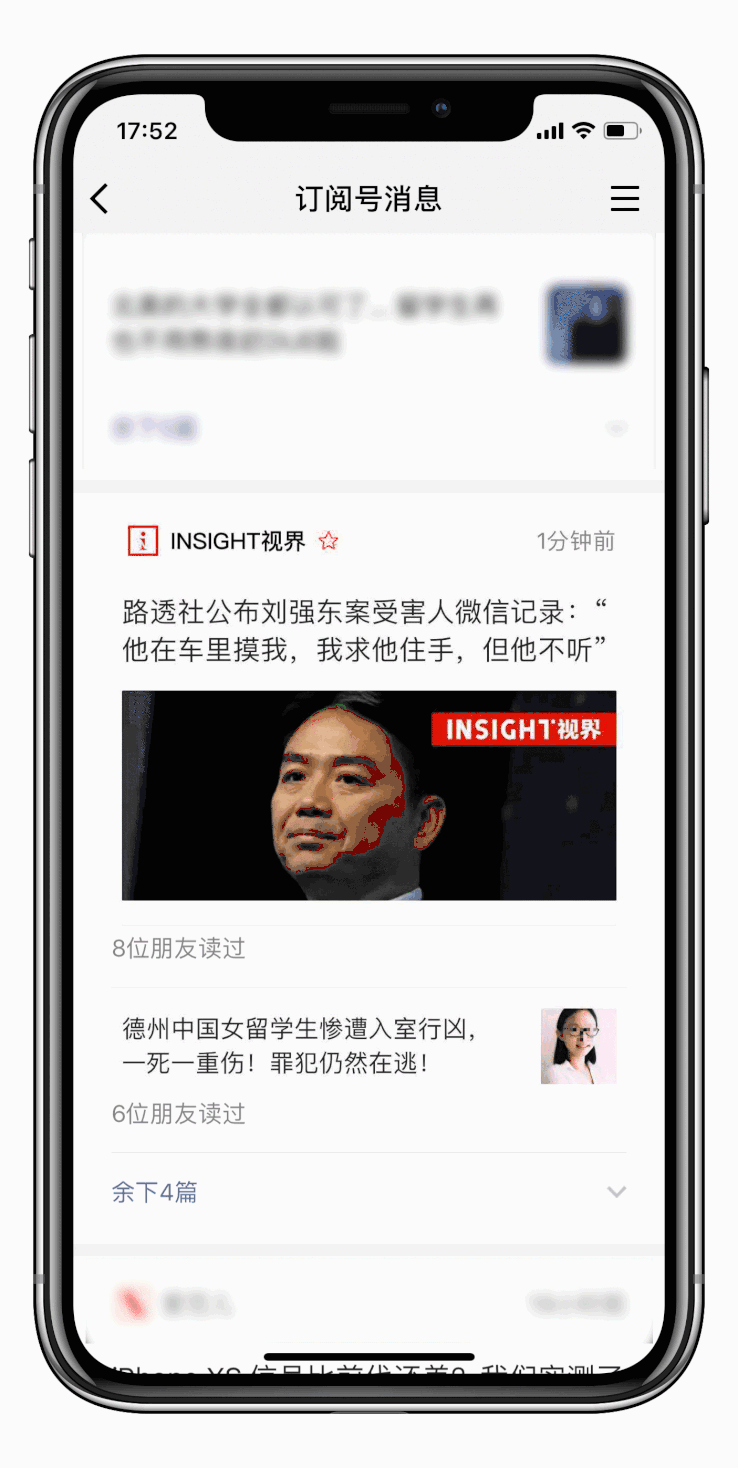 17:52
订阅号消息
INSIGHT视界
1分钟前
路透社公布刘强东案受害人微信记录：“
他在车里摸我，我求他住手，但他不听”
INSIGHT视界
8位朋友读过
德州中国女留学生惨遭入室行凶，
一死一重伤！罪犯仍然在逃！
6位朋友读过
余下4篇
iPhone XS 信号比前代还差？我们实测了